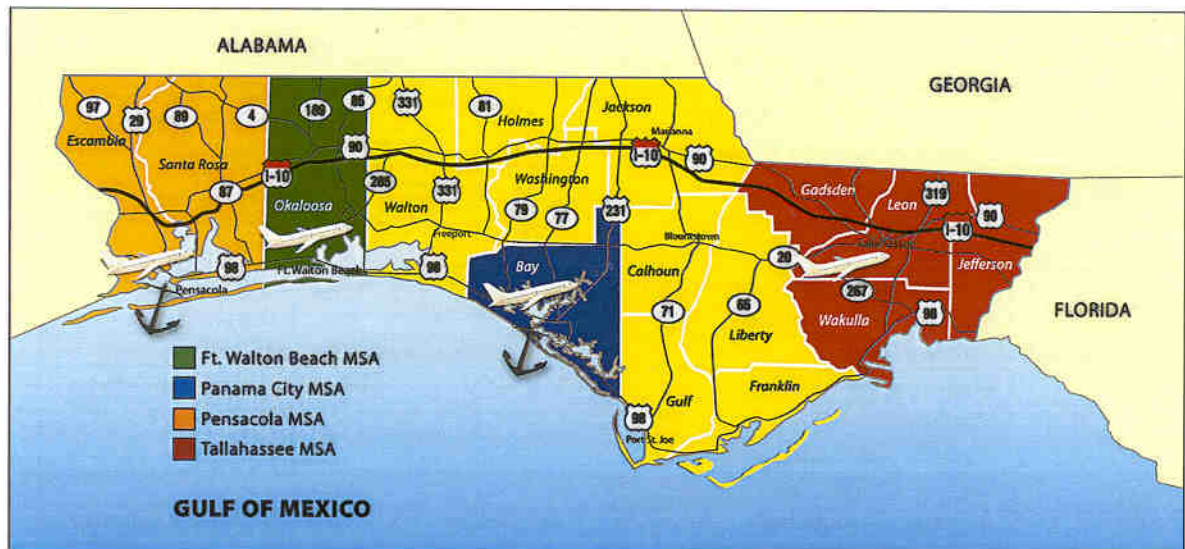 ALABAMA
GEORGIA
FLORIDA
97
29
89
4
189
85
331
81
Holmes
Jackson
Marianna
Escambia
Santa Rosa
87
I-10
90
285
Okaloosa
Walton
331
Washington
79
77
231
I-10
90
Gadsden
Leon
319
I-10
90
Tallahassee
Jefferson
98
Pensacola
Ft. Walton Beach
Freeport
98
Bay
Blountstown
Calhoun
20
267
Wakulla
98
71
65
Liberty
Franklin
Gulf
98
Port St. Joe
Ft. Walton Beach MSA
Panama City MSA
Pensacola MSA
Tallahassee MSA
GULF OF MEXICO